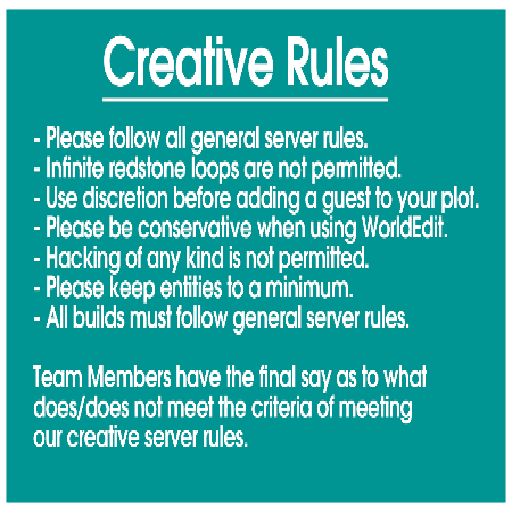 Creative Rules
- Please follow all general server rules.
- Infinite redstone loops are not permitted.
- Use discretion before adding a guest to your plot.
- Please be conservative when using WorldEdit.
- Hacking of any kind is not permitted.
- Please keep entities to a minimum.
- All builds must follow general server rules.
Team Members have the final say as to what
does/does not meet the criteria of meeting
our creative server rules.